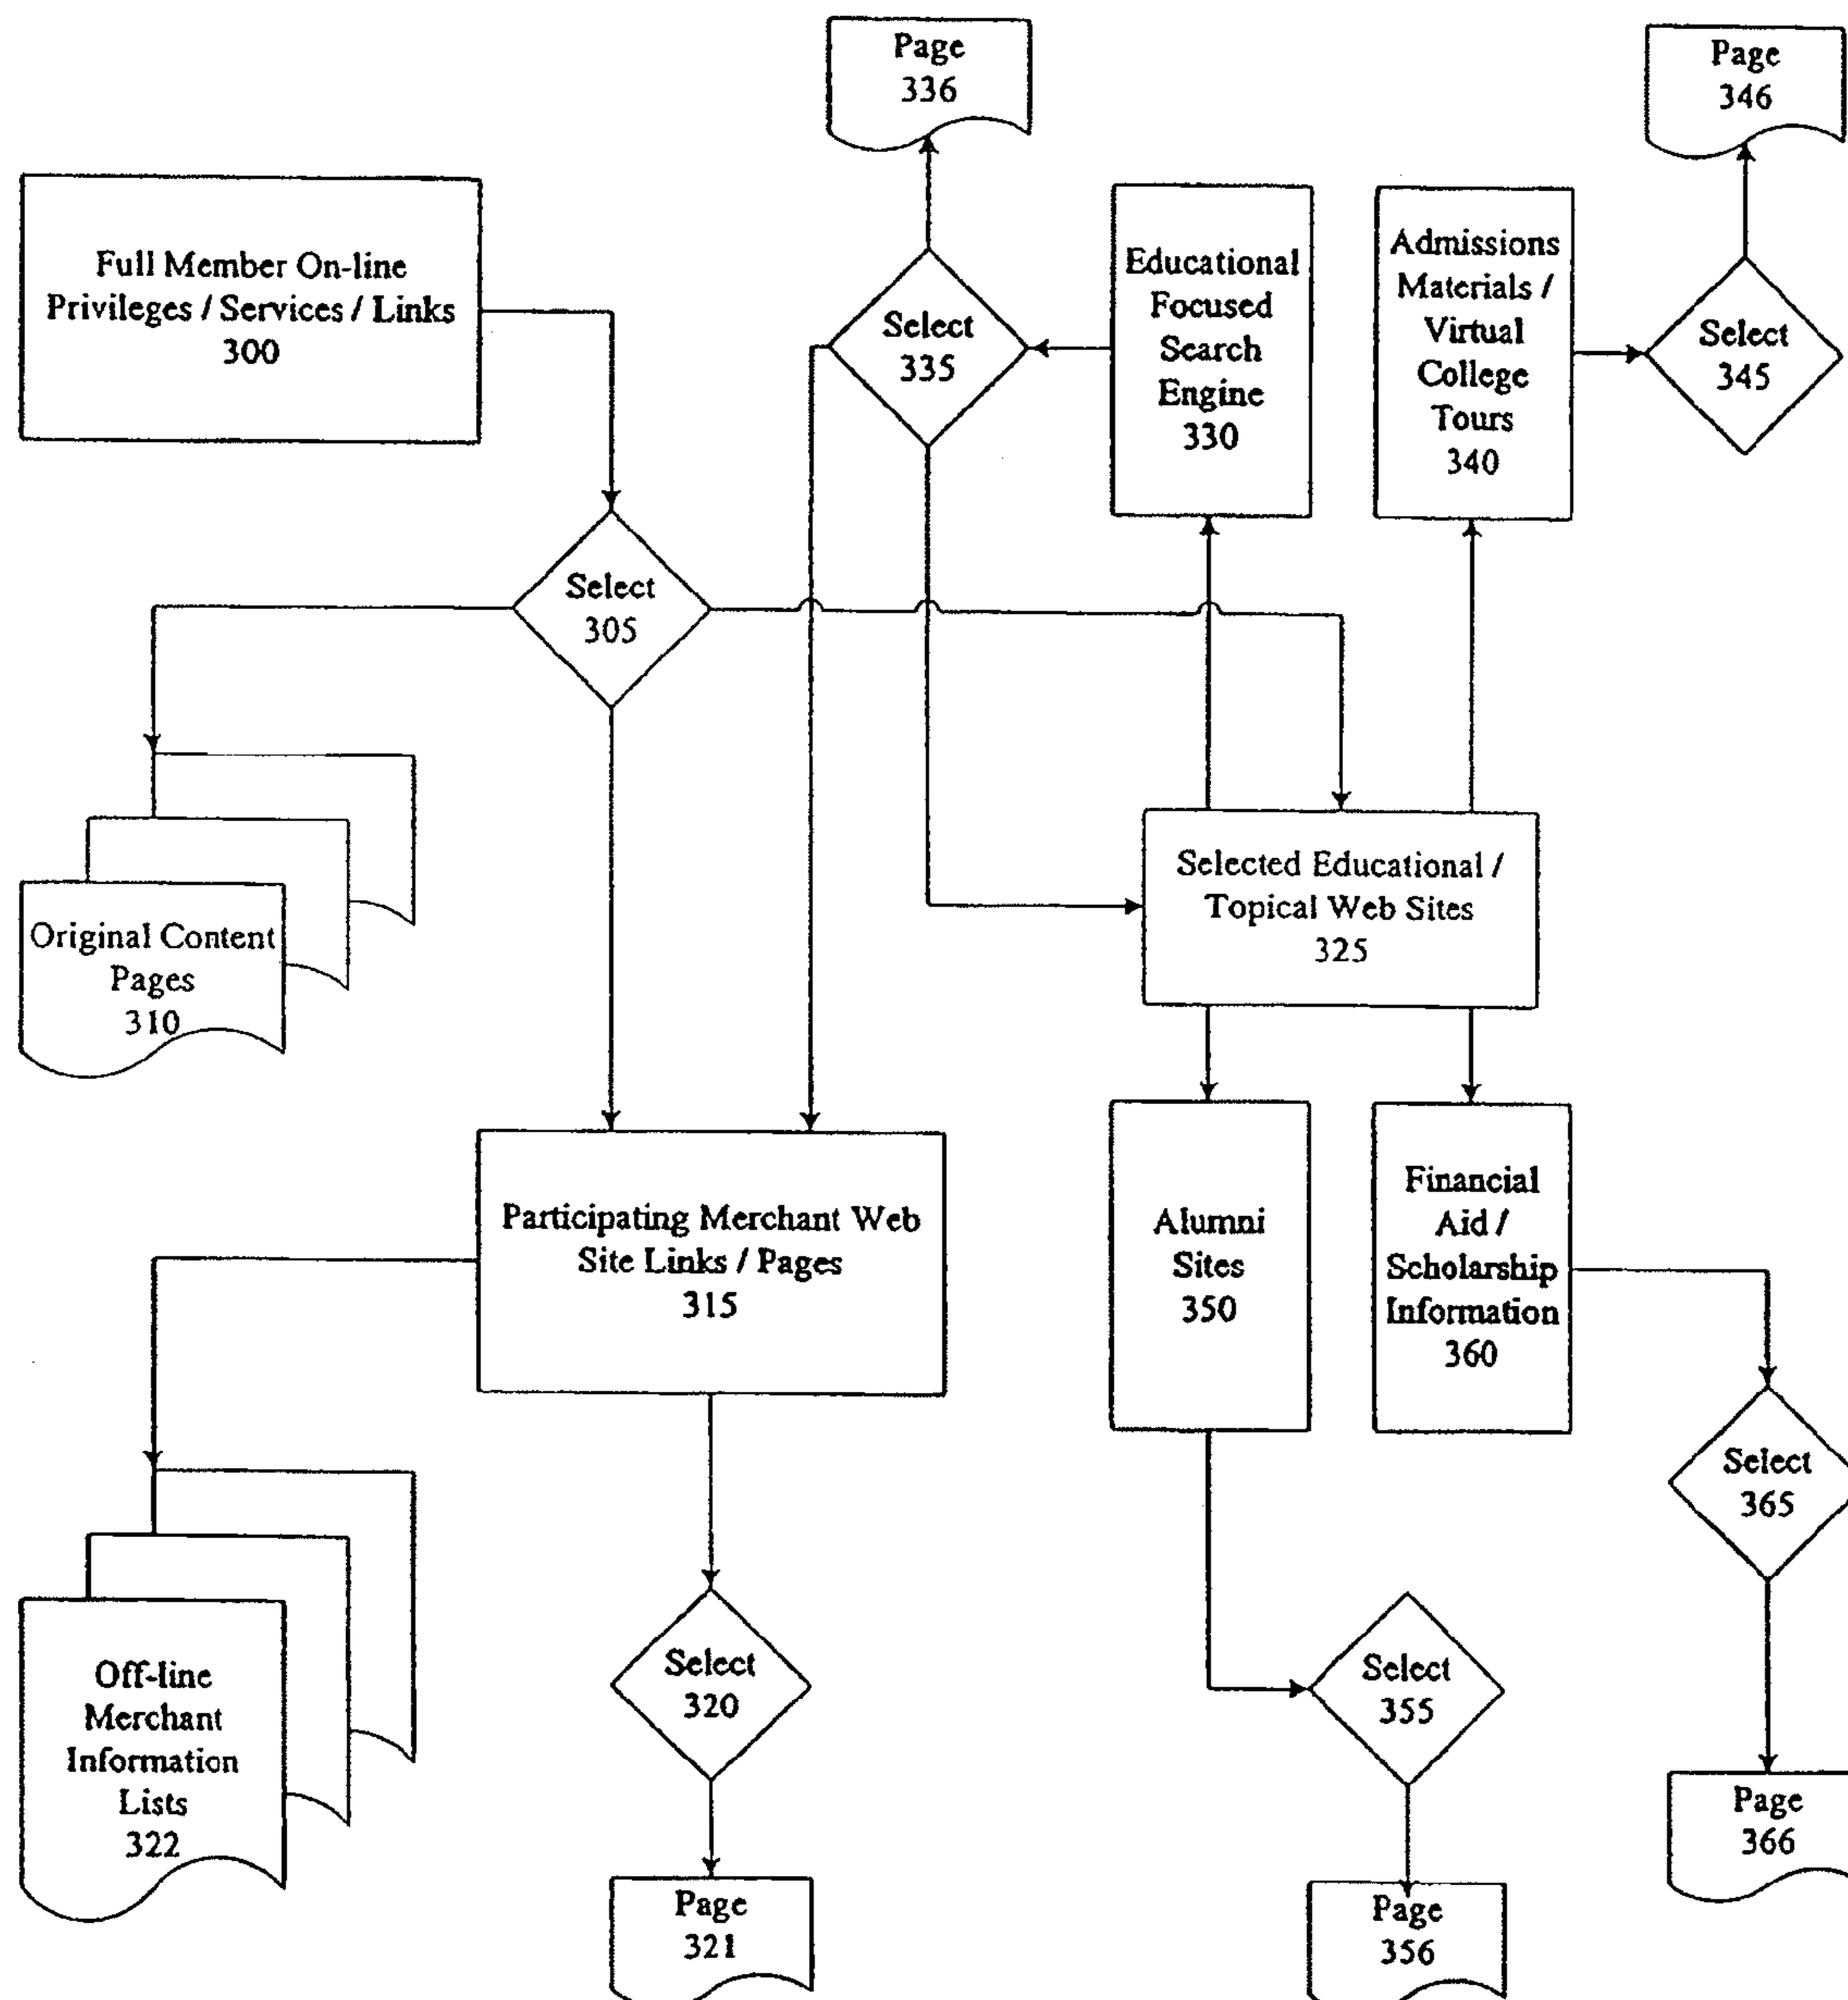 Page
336
Page
346
Full Member On-line
Privileges / Services / Links
300
Select
335
Educational
Focused
Search
Engine
330
Admissions
Materials /
Virtual
College
Tours
340
Select
345
Select
305
Original Content
Pages
310
Selected Educational /
Topical Web Sites
325
Participating Merchant Web
Site Links / Pages
315
Alumni
Sites
350
Financial
Aid /
Scholarship
Information
360
Off-line
Merchant
Information
Lists
322
Select
320
Select
355
Select
365
Page
321
Page
356
Page
366